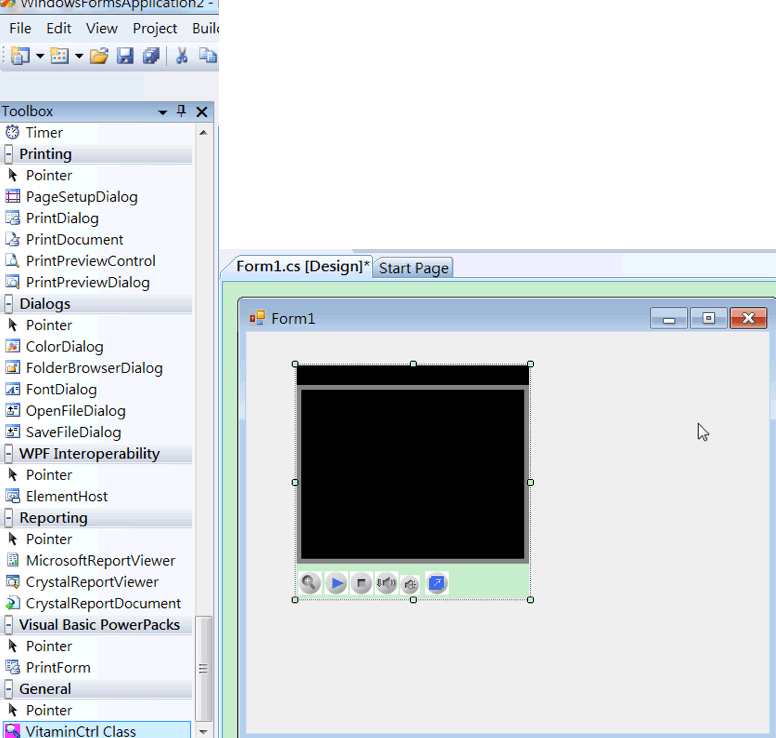 WindowsFormsApplication2 -
File Edit View Project Buil
Toolbox
Timer
Printing
Pointer
PageSetupDialog
PrintDialog
PrintDocument
PrintPreviewControl
PrintPreviewDialog
Dialogs
Pointer
ColorDialog
FolderBrowserDialog
FontDialog
OpenFileDialog
SaveFileDialog
WPF Interoperability
Pointer
ElementHost
Reporting
Pointer
MicrosoftReportViewer
CrystalReportViewer
CrystalReportDocument
Visual Basic PowerPacks
Pointer
PrintForm
General
Pointer
VitaminCtrl Class
Form1.cs [Design]* Start Page
Form1